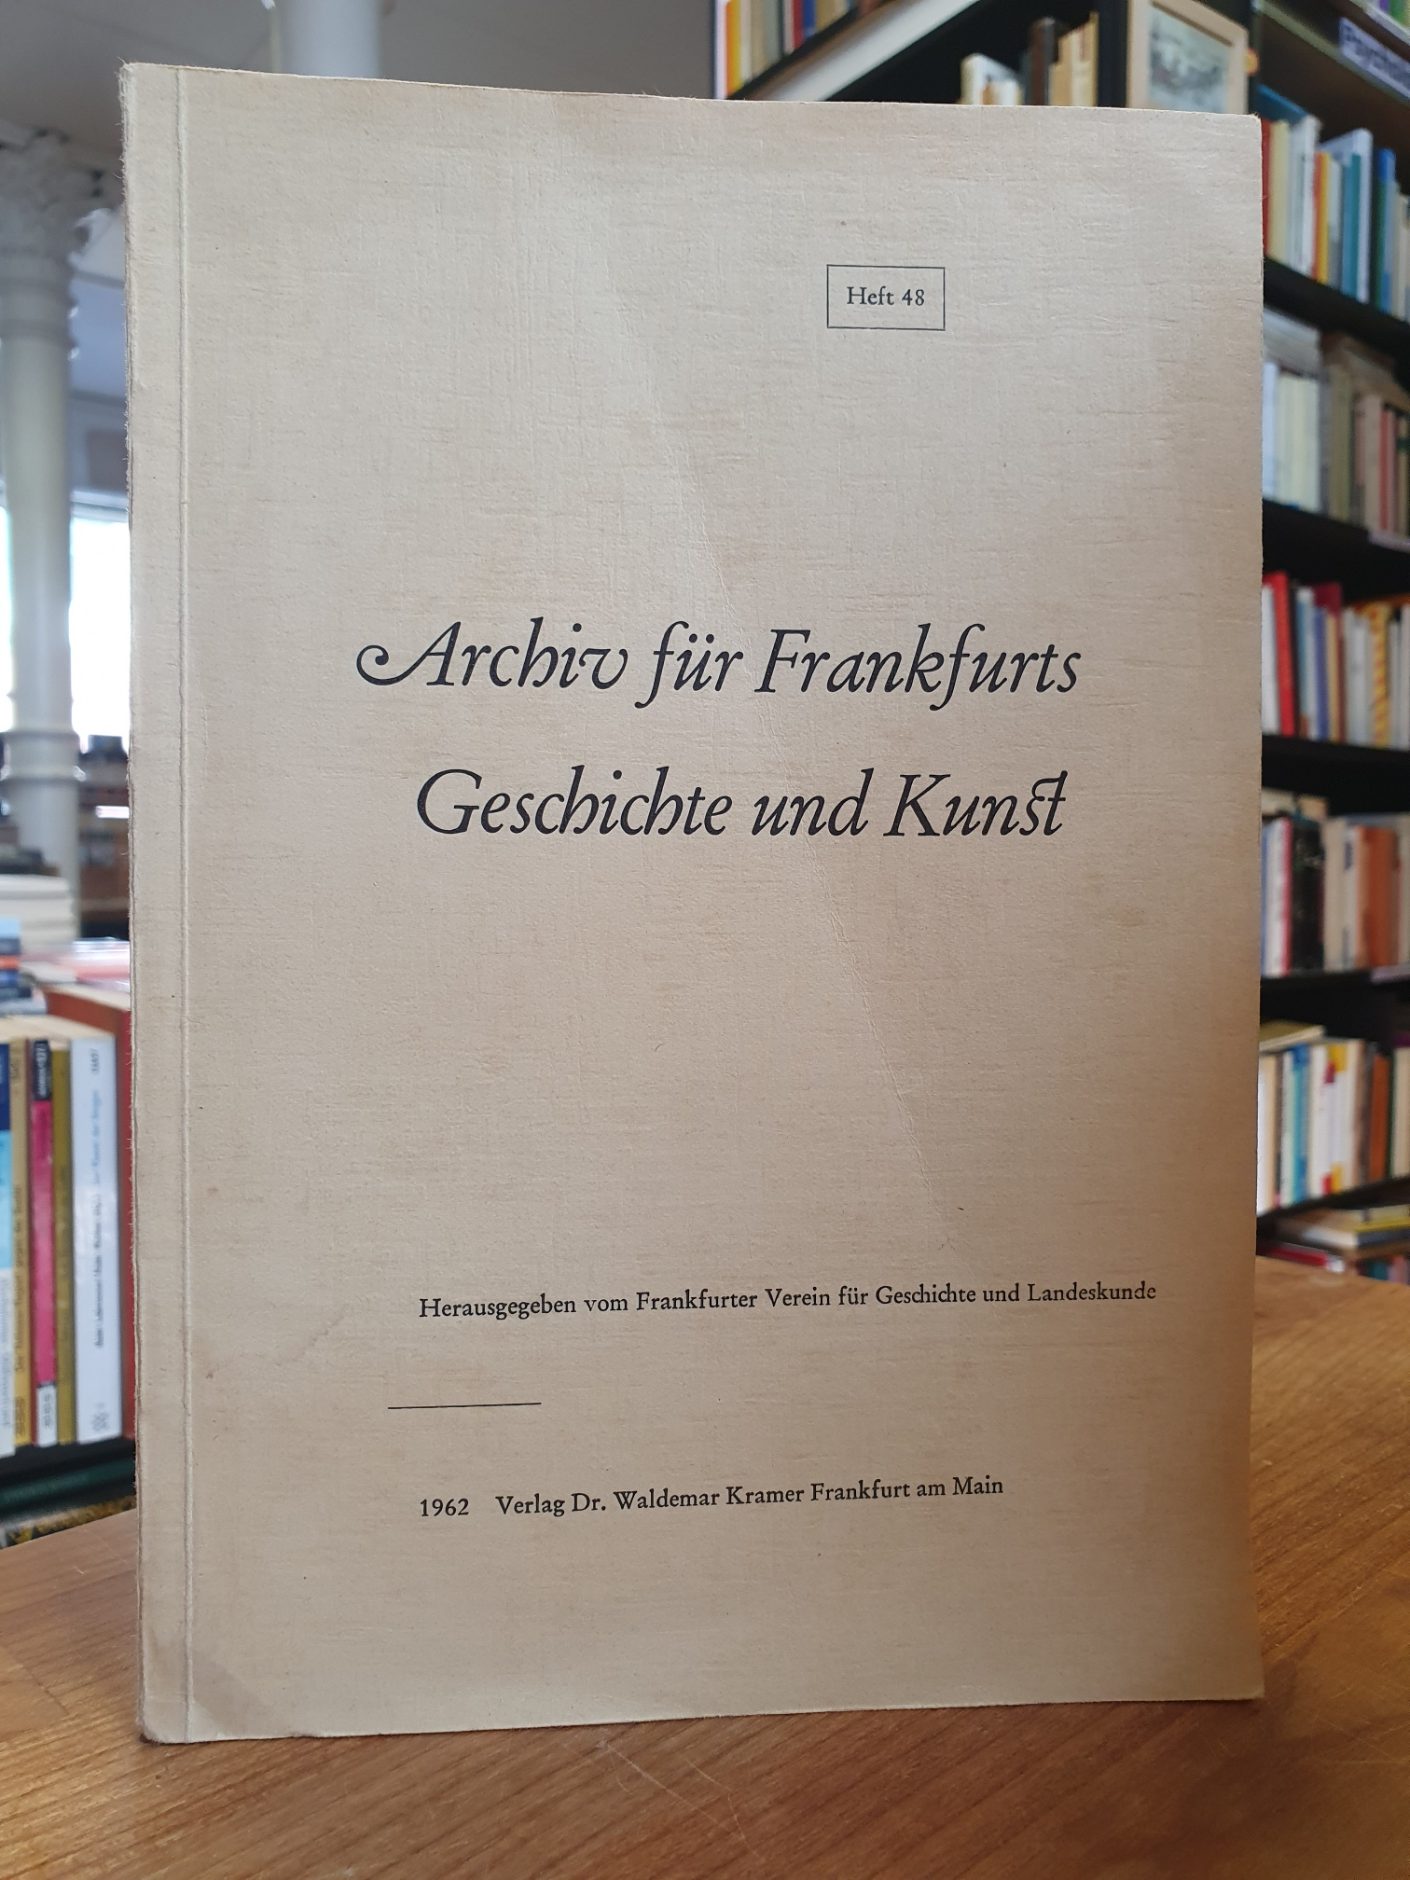 Heft 48
Archiv für Frankfurts
Geschichte und Kunst
Herausgegeben vom Frankfurter Verein für Geschichte und Landeskunde
1962 Verlag Dr. Waldemar Kramer Frankfurt am Main